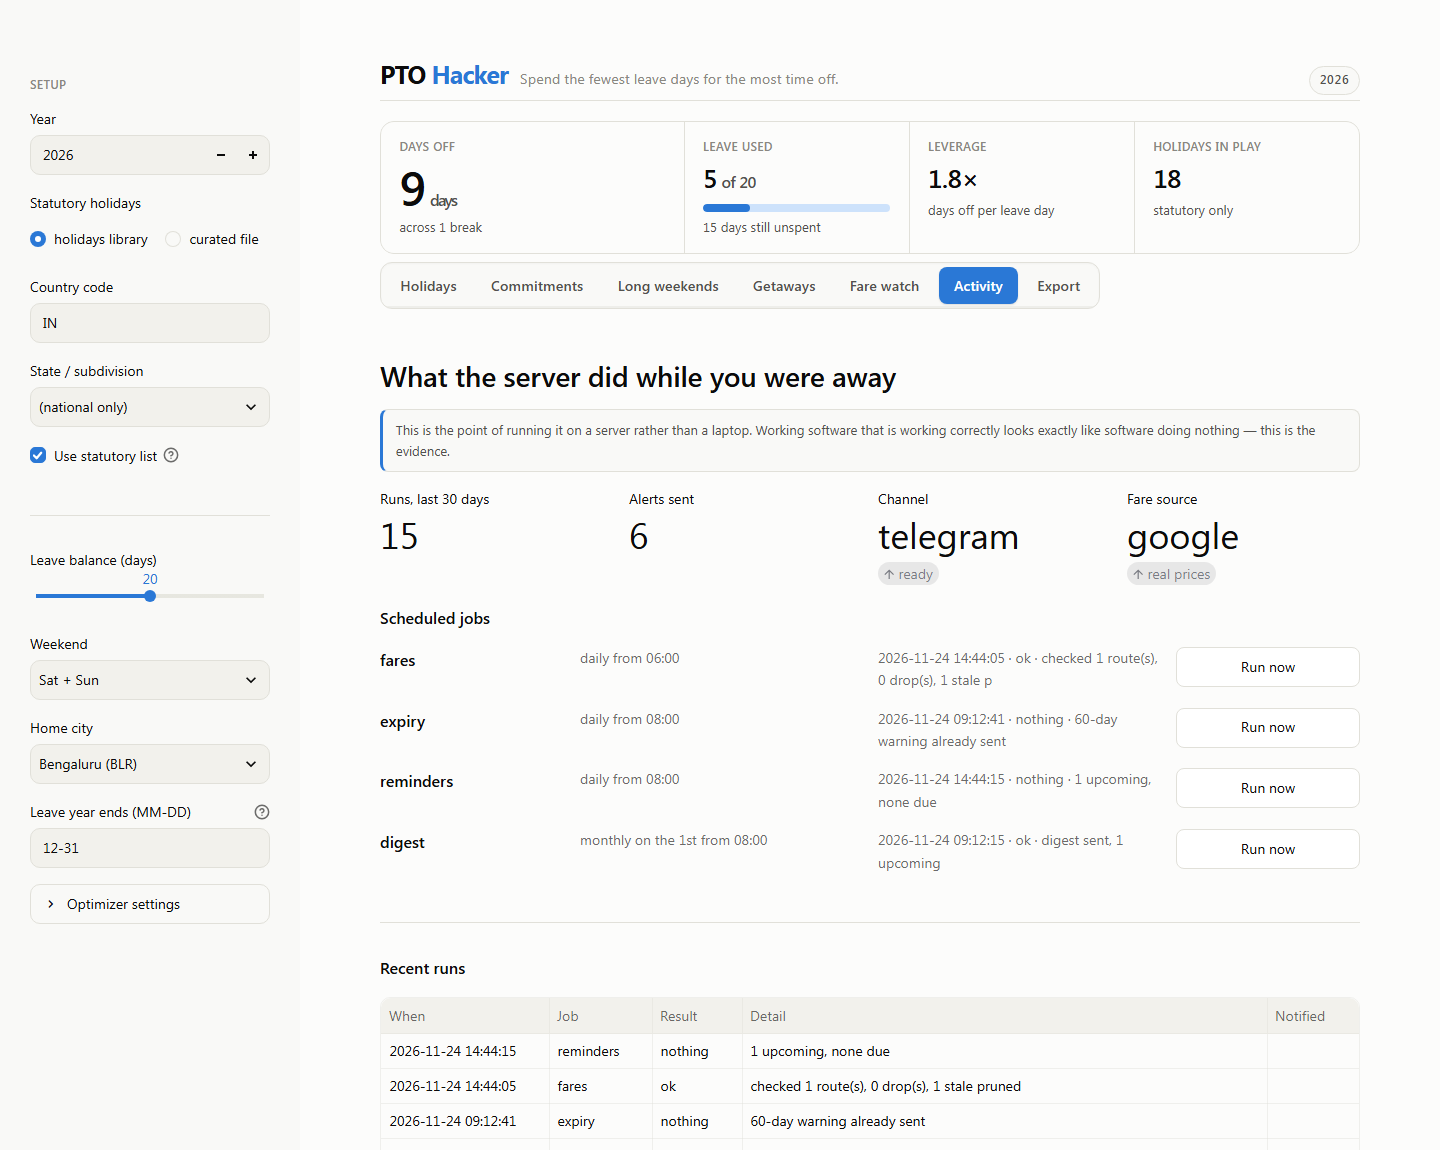 SETUP
Year
2026
Statutory holidays
holidays library
curated file
Country code
IN
State / subdivision
(national only)
Use statutory list
Leave balance (days)
20
Weekend
Sat + Sun
Home city
Bengaluru (BLR)
Leave year ends (MM-DD)
12-31
Optimizer settings
PTO Hacker Spend the fewest leave days for the most time off.
2026
DAYS OFF
9 days
across 1 break
LEAVE USED
5 of 20
15 days still unspent
LEVERAGE
1.8×
days off per leave day
HOLIDAYS IN PLAY
18
statutory only
Holidays
Commitments
Long weekends
Getaways
Fare watch
Activity
Export
What the server did while you were away
This is the point of running it on a server rather than a laptop. Working software that is working correctly looks exactly like software doing nothing — this is the
evidence.
Runs, last 30 days
15
Alerts sent
6
Channel
telegram
↑ ready
Fare source
google
↑ real prices
Scheduled jobs
fares
daily from 06:00
2026-11-24 14:44:05 · ok · checked 1 route(s),
0 drop(s), 1 stale p
Run now
expiry
daily from 08:00
2026-11-24 09:12:41 · nothing · 60-day
warning already sent
Run now
reminders
daily from 08:00
2026-11-24 14:44:15 · nothing · 1 upcoming,
none due
Run now
digest
monthly on the 1st from 08:00
2026-11-24 09:12:15 · ok · digest sent, 1
upcoming
Run now
Recent runs
When Job Result Detail Notified
2026-11-24 14:44:15 reminders nothing 1 upcoming, none due
2026-11-24 14:44:05 fares ok checked 1 route(s), 0 drop(s), 1 stale pruned
2026-11-24 09:12:41 expiry nothing 60-day warning already sent